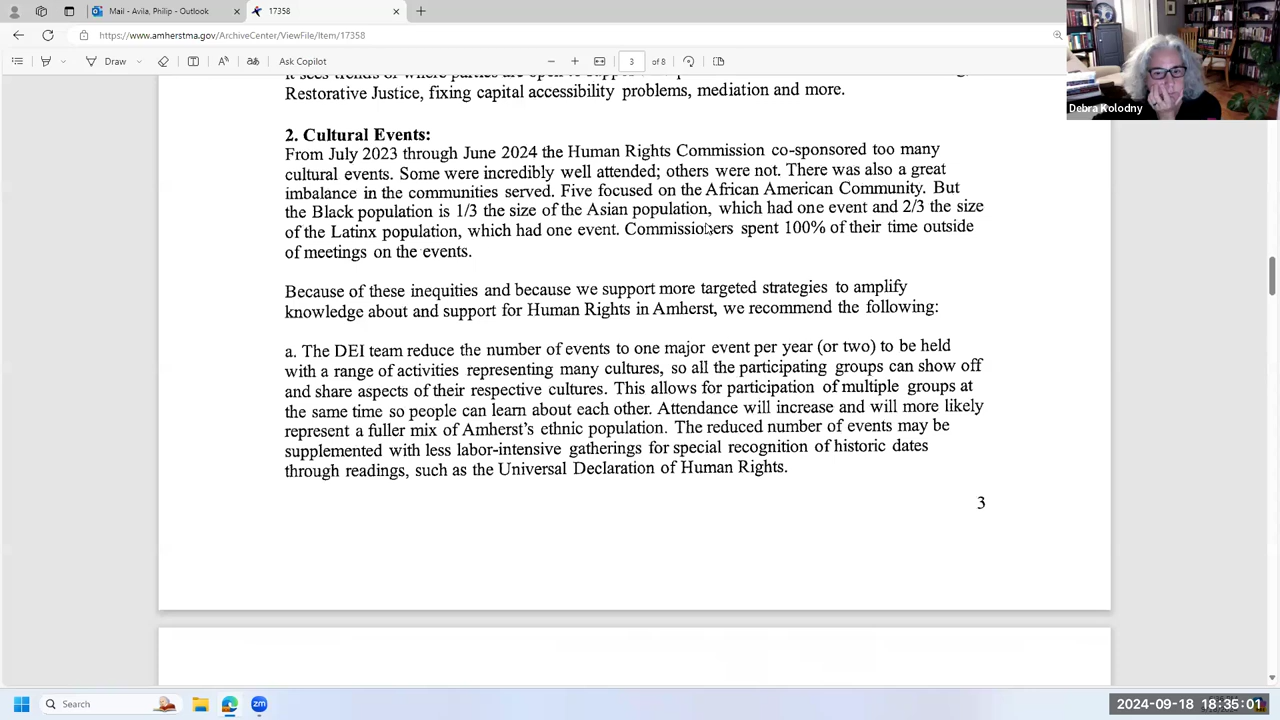 Mail - Avila, Philip - Outlook
17358
https://www.amherstma.gov/ArchiveCenter/ViewFile/Item/17358
Draw
Ask Copilot
3
of 8
Debra Kolodny
Restorative Justice, fixing capital accessibility problems, mediation and more.
2. Cultural Events:
From July 2023 through June 2024 the Human Rights Commission co-sponsored too many
cultural events. Some were incredibly well attended; others were not. There was also a great
imbalance in the communities served. Five focused on the African American Community. But
the Black population is 1/3 the size of the Asian population, which had one event and 2/3 the size
of the Latinx population, which had one event. Commissioners spent 100% of their time outside
of meetings on the events.
Because of these inequities and because we support more targeted strategies to amplify
knowledge about and support for Human Rights in Amherst, we recommend the following:
a. The DEI team reduce the number of events to one major event per year (or two) to be held
with a range of activities representing many cultures, so all the participating groups can show off
and share aspects of their respective cultures. This allows for participation of multiple groups at
the same time so people can learn about each other. Attendance will increase and will more likely
represent a fuller mix of Amherst's ethnic population. The reduced number of events may be
supplemented with less labor-intensive gatherings for special recognition of historic dates
through readings, such as the Universal Declaration of Human Rights.
3
Search
zm
2024-09-18 18:35:01